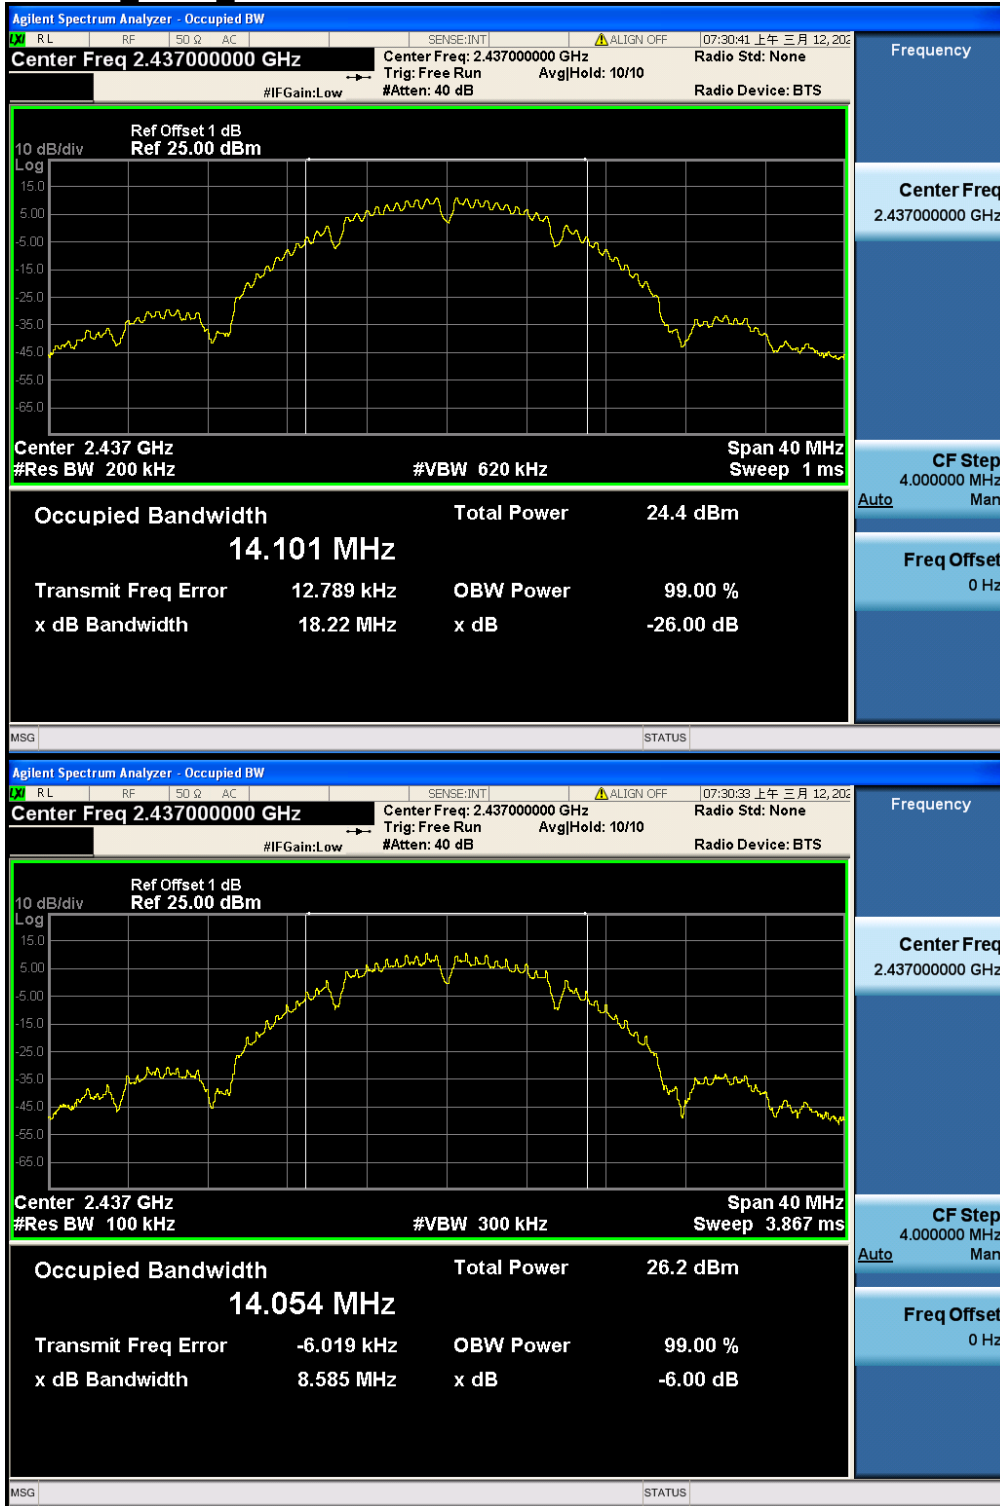 Agilent Spectrum Analyzer - Occupied BW
LXI RL RF 50 Ω AC SENSE:INT ALIGN OFF 07:30:41 上午 三月 12, 202
Center Freq 2.437000000 GHz
Center Freq: 2.437000000 GHz Radio Std: None
Trig: Free Run Avg|Hold: 10/10
#IFGain:Low #Atten: 40 dB Radio Device: BTS
Frequency
Ref Offset 1 dB
10 dB/div Ref 25.00 dBm
Log
15.0
5.00
-5.00
-15.0
-25.0
-35.0
-45.0
-55.0
-65.0
Center Freq
2.437000000 GHz
Center 2.437 GHz Span 40 MHz
#Res BW 200 kHz #VBW 620 kHz Sweep 1 ms
CF Step
4.000000 MHz
Auto Man
Occupied Bandwidth Total Power 24.4 dBm
14.101 MHz
Freq Offset
0 Hz
Transmit Freq Error 12.789 kHz OBW Power 99.00 %
x dB Bandwidth 18.22 MHz x dB -26.00 dB
MSG STATUS
Agilent Spectrum Analyzer - Occupied BW
LXI RL RF 50 Ω AC SENSE:INT ALIGN OFF 07:30:33 上午 三月 12, 202
Center Freq 2.437000000 GHz
Center Freq: 2.437000000 GHz Radio Std: None
Trig: Free Run Avg|Hold: 10/10
#IFGain:Low #Atten: 40 dB Radio Device: BTS
Frequency
Ref Offset 1 dB
10 dB/div Ref 25.00 dBm
Log
15.0
5.00
-5.00
-15.0
-25.0
-35.0
-45.0
-55.0
-65.0
Center Freq
2.437000000 GHz
Center 2.437 GHz Span 40 MHz
#Res BW 100 kHz #VBW 300 kHz Sweep 3.867 ms
CF Step
4.000000 MHz
Auto Man
Occupied Bandwidth Total Power 26.2 dBm
14.054 MHz
Freq Offset
0 Hz
Transmit Freq Error -6.019 kHz OBW Power 99.00 %
x dB Bandwidth 8.585 MHz x dB -6.00 dB
MSG STATUS